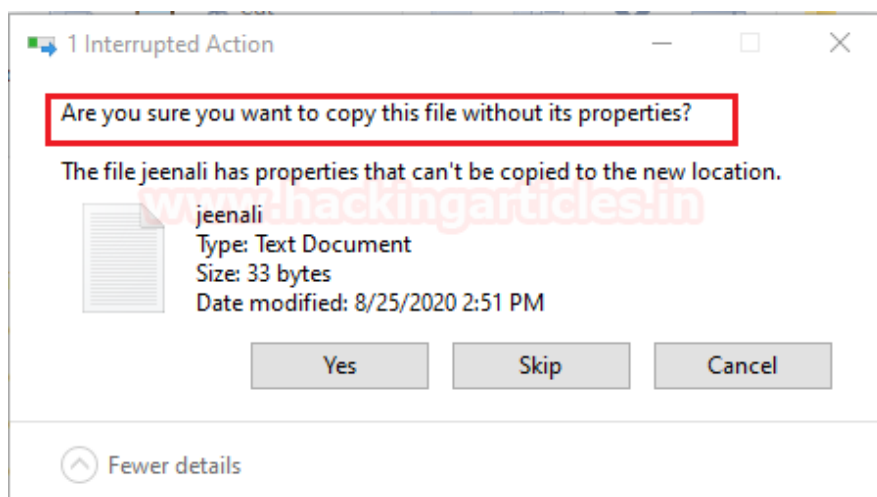 1 Interrupted Action
Are you sure you want to copy this file without its properties?
The file jeenali has properties that can't be copied to the new location.
www.hackingarticles.in
jeenali
Type: Text Document
Size: 33 bytes
Date modified: 8/25/2020 2:51 PM
Yes
Skip
Cancel
Fewer details